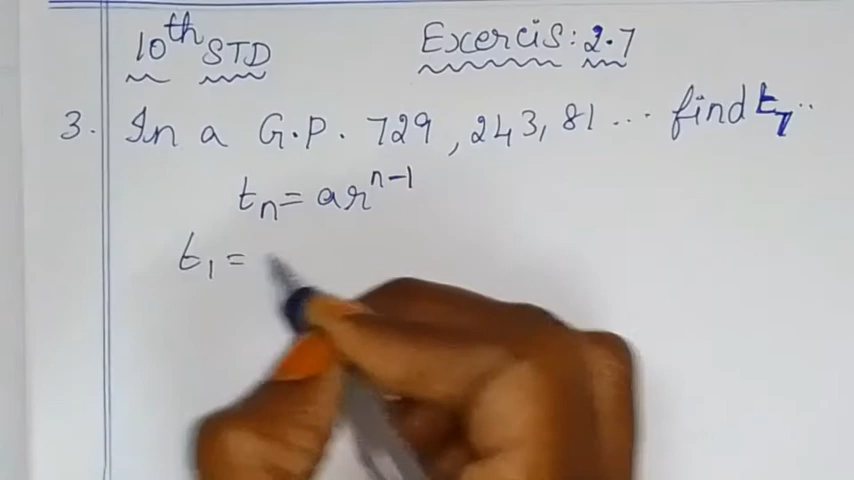 10th STD Exercis: 2.7
3. In a G.P. 729, 243, 81 ... find t7..
tn = ar^n-1
t1 =